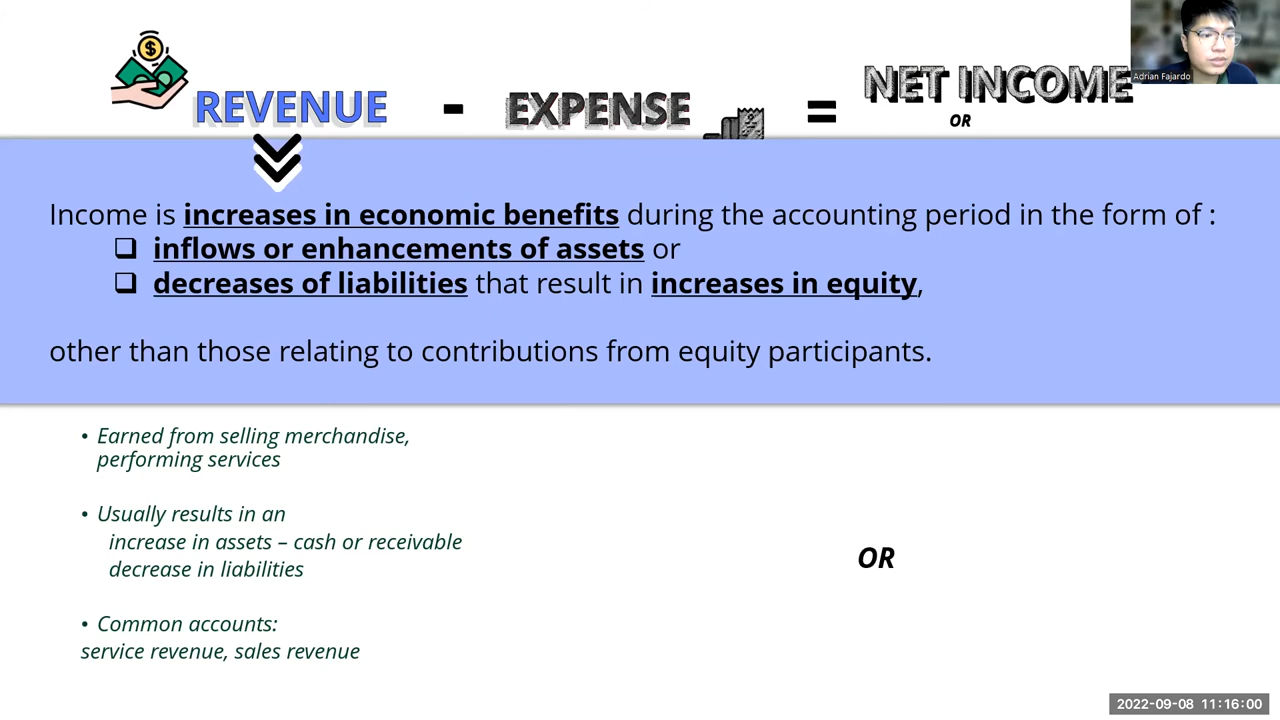 REVENUE - EXPENSE = NET INCOME
OR
Adrian Fajardo
Income is increases in economic benefits during the accounting period in the form of :
❑ inflows or enhancements of assets or
❑ decreases of liabilities that result in increases in equity,
other than those relating to contributions from equity participants.
• Earned from selling merchandise,
performing services
• Usually results in an
increase in assets – cash or receivable
decrease in liabilities
OR
• Common accounts:
service revenue, sales revenue
2022-09-08 11:16:00